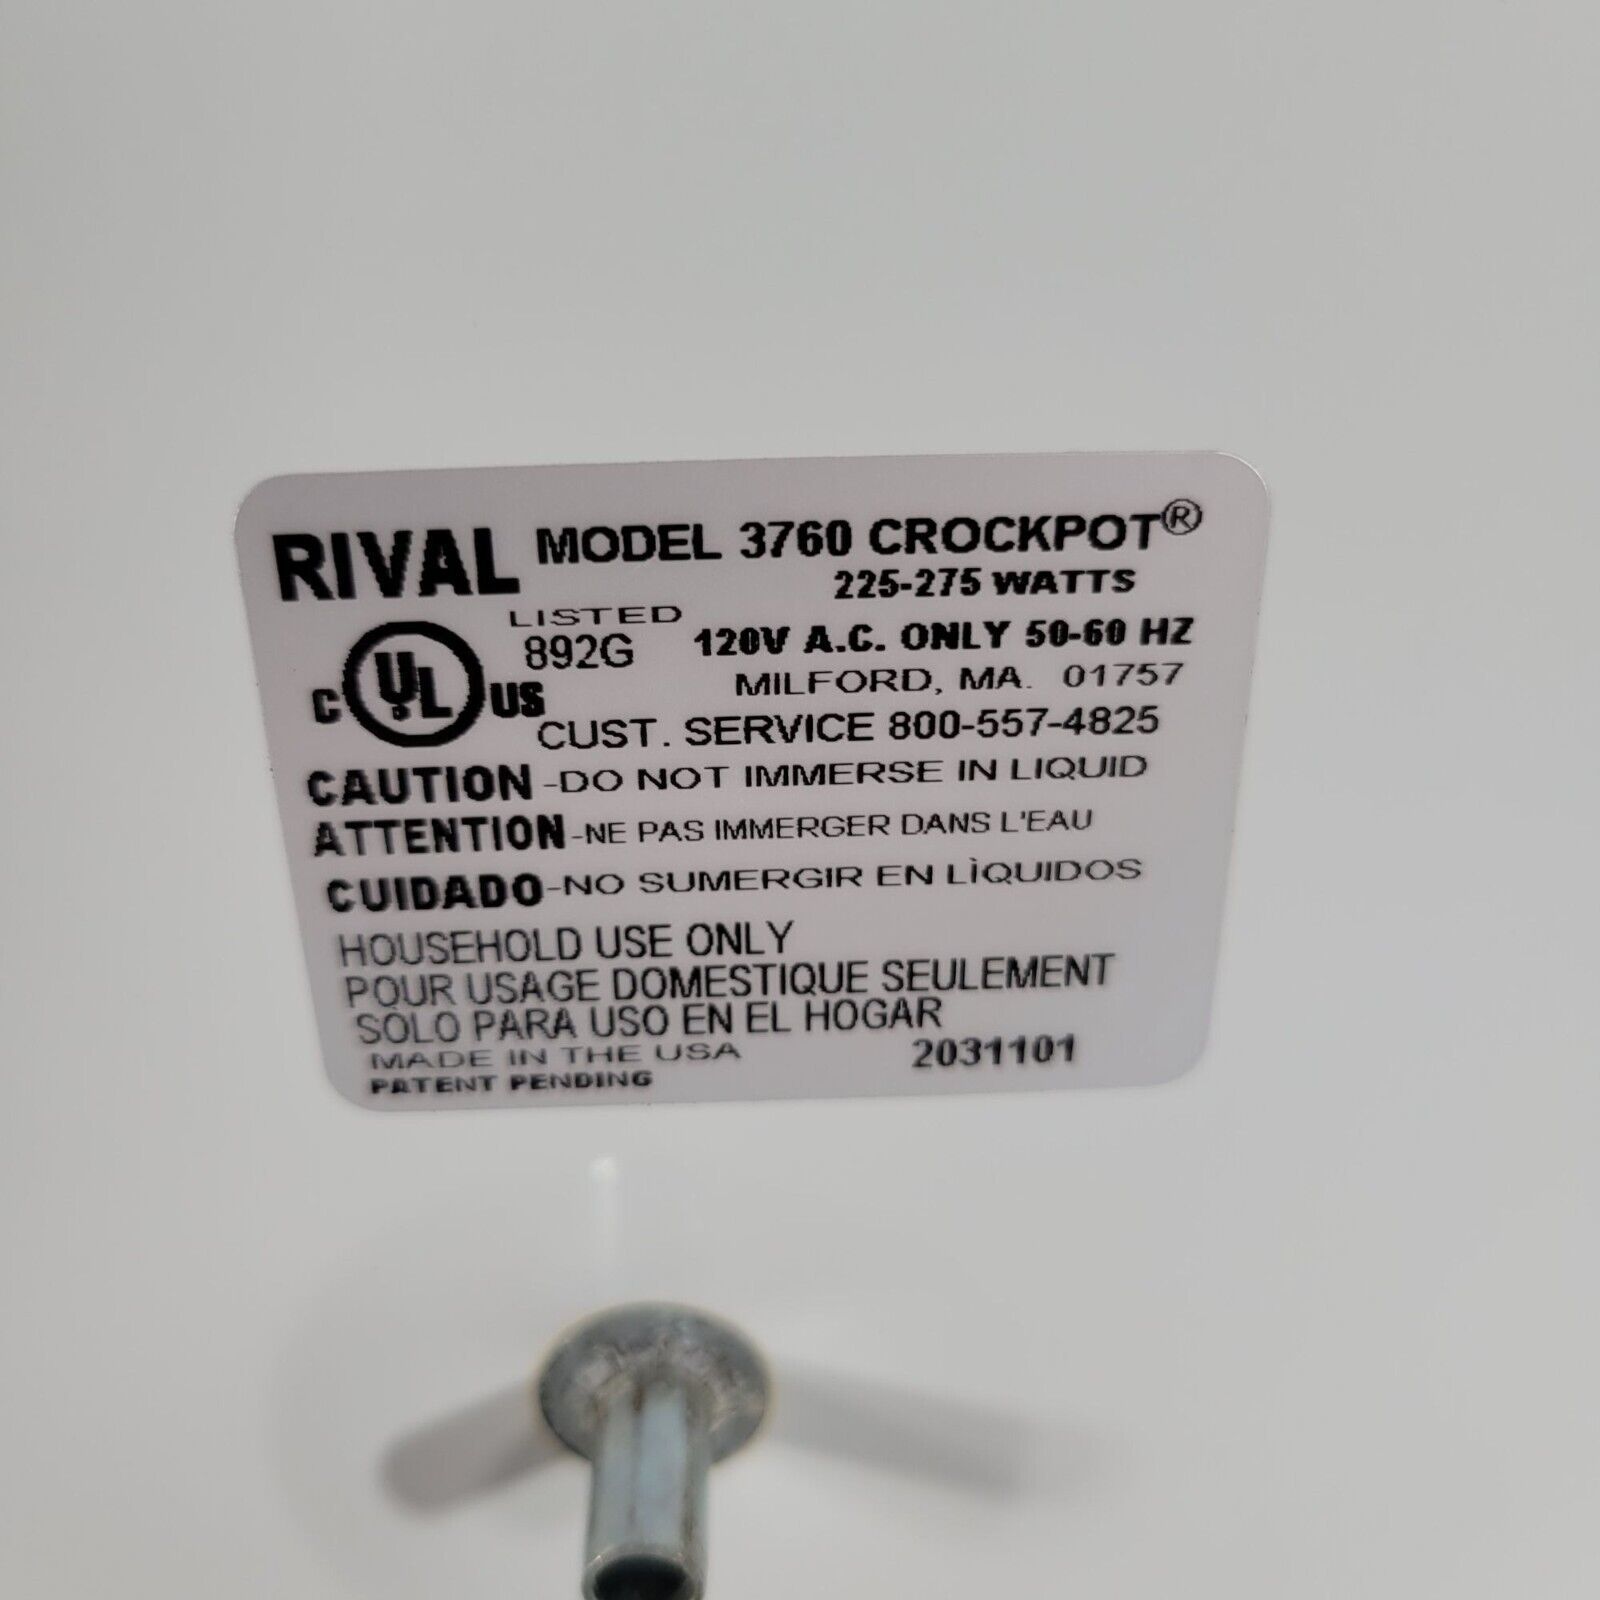 RIVAL MODEL 3760 CROCKPOT®
225-275 WATTS
LISTED
892G 120V A.C. ONLY 50-60 HZ
C UL US
MILFORD, MA. 01757
CUST. SERVICE 800-557-4825
CAUTION-DO NOT IMMERSE IN LIQUID
ATTENTION-NE PAS IMMERGER DANS L'EAU
CUIDADO-NO SUMERGIR EN LÌQUIDOS
HOUSEHOLD USE ONLY
POUR USAGE DOMESTIQUE SEULEMENT
SÓLO PARA USO EN EL HOGAR
MADE IN THE USA 2031101
PATENT PENDING